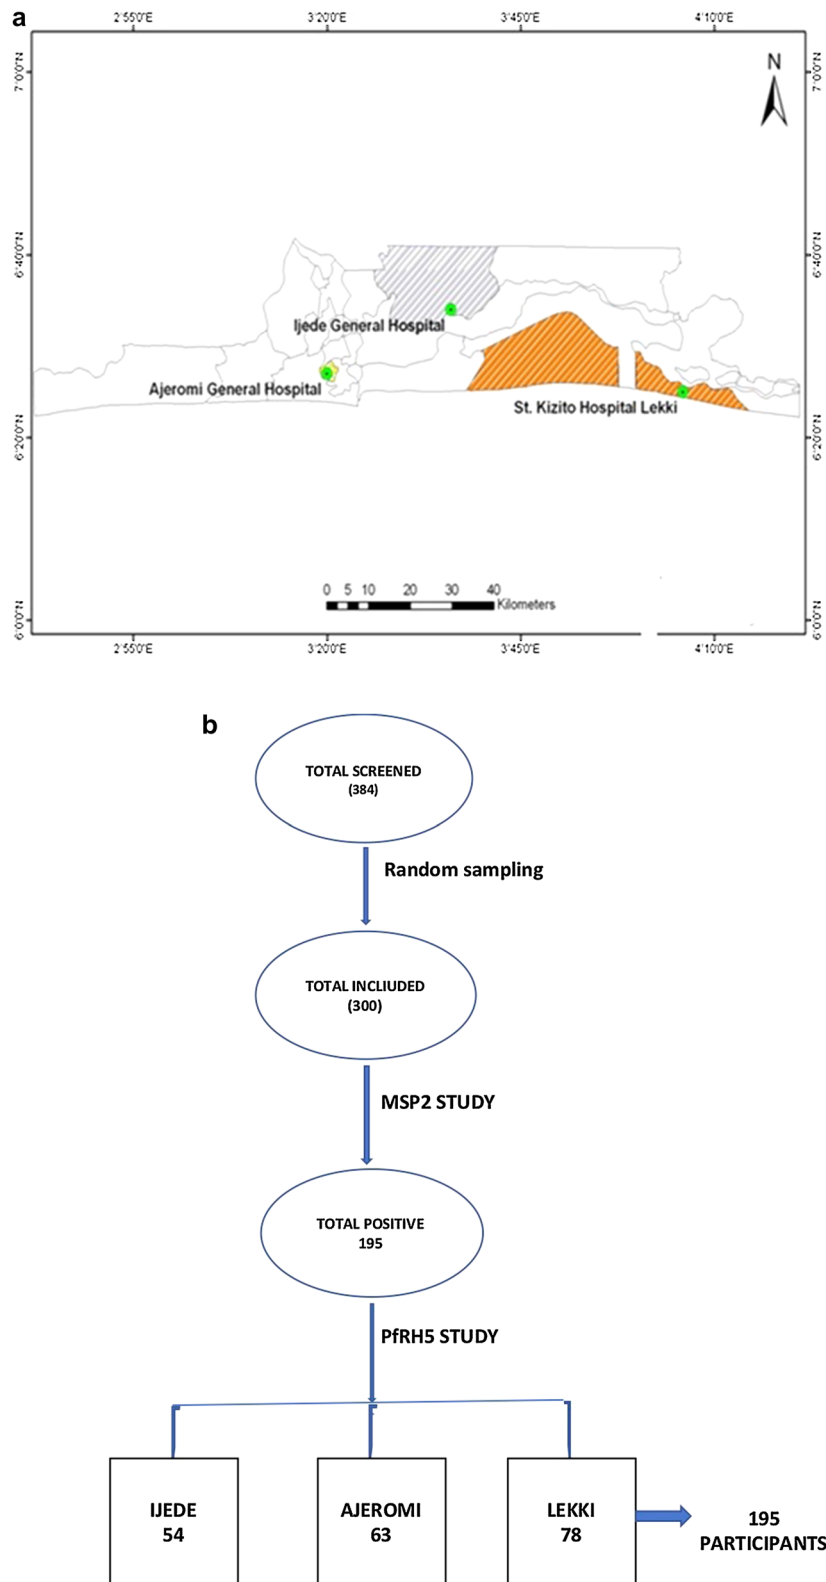 a
2°55'0"E 3°20'0"E 3°45'0"E 4°10'0"E
N
7°0'0"N 7°0'0"N
6°40'0"N 6°40'0"N
Ijede General Hospital
Ajeromi General Hospital
St. Kizito Hospital Lekki
6°20'0"N 6°20'0"N
0 5 10 20 30 40
Kilometers
6°0'0"N 6°0'0"N
2°55'0"E 3°20'0"E 3°45'0"E 4°10'0"E
b
TOTAL SCREENED
(384)
Random sampling
TOTAL INCLIUDED
(300)
MSP2 STUDY
TOTAL POSITIVE
195
PfRH5 STUDY
IJEDE
54
AJEROMI
63
LEKKI
78
195
PARTICIPANTS